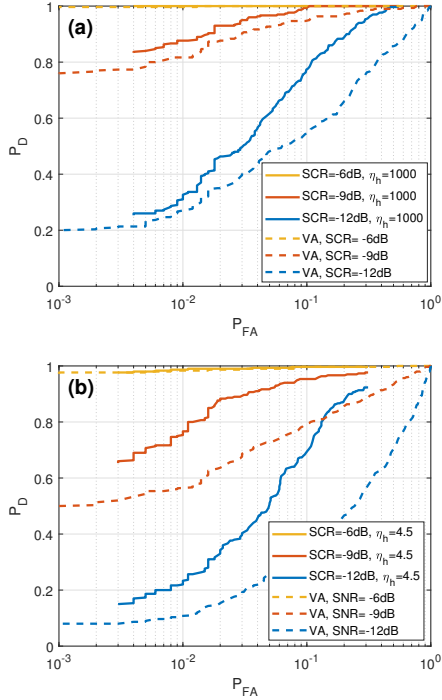 (a)
1
0.8
0.6
0.4
0.2
0
P_D
SCR=-6dB, η_h=1000
SCR=-9dB, η_h=1000
SCR=-12dB, η_h=1000
VA, SCR= -6dB
VA, SCR= -9dB
VA, SCR=-12dB
10^-3 10^-2 10^-1 10^0
P_FA
(b)
1
0.8
0.6
0.4
0.2
0
P_D
SCR=-6dB, η_h=4.5
SCR=-9dB, η_h=4.5
SCR=-12dB, η_h=4.5
VA, SNR= -6dB
VA, SNR= -9dB
VA, SNR=-12dB
10^-3 10^-2 10^-1 10^0
P_FA